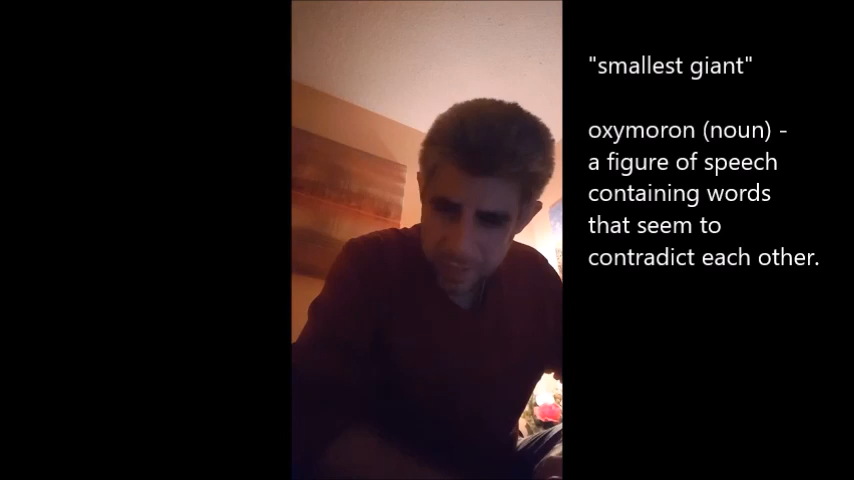 "smallest giant"
oxymoron (noun) -
a figure of speech
containing words
that seem to
contradict each other.